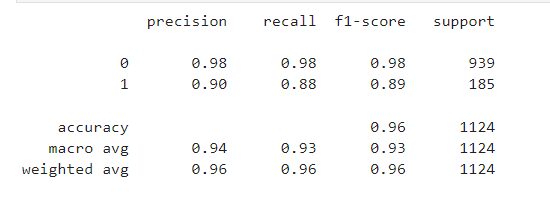 precision recall f1-score support
0 0.98 0.98 0.98 939
1 0.90 0.88 0.89 185
accuracy 0.96 1124
macro avg 0.94 0.93 0.93 1124
weighted avg 0.96 0.96 0.96 1124